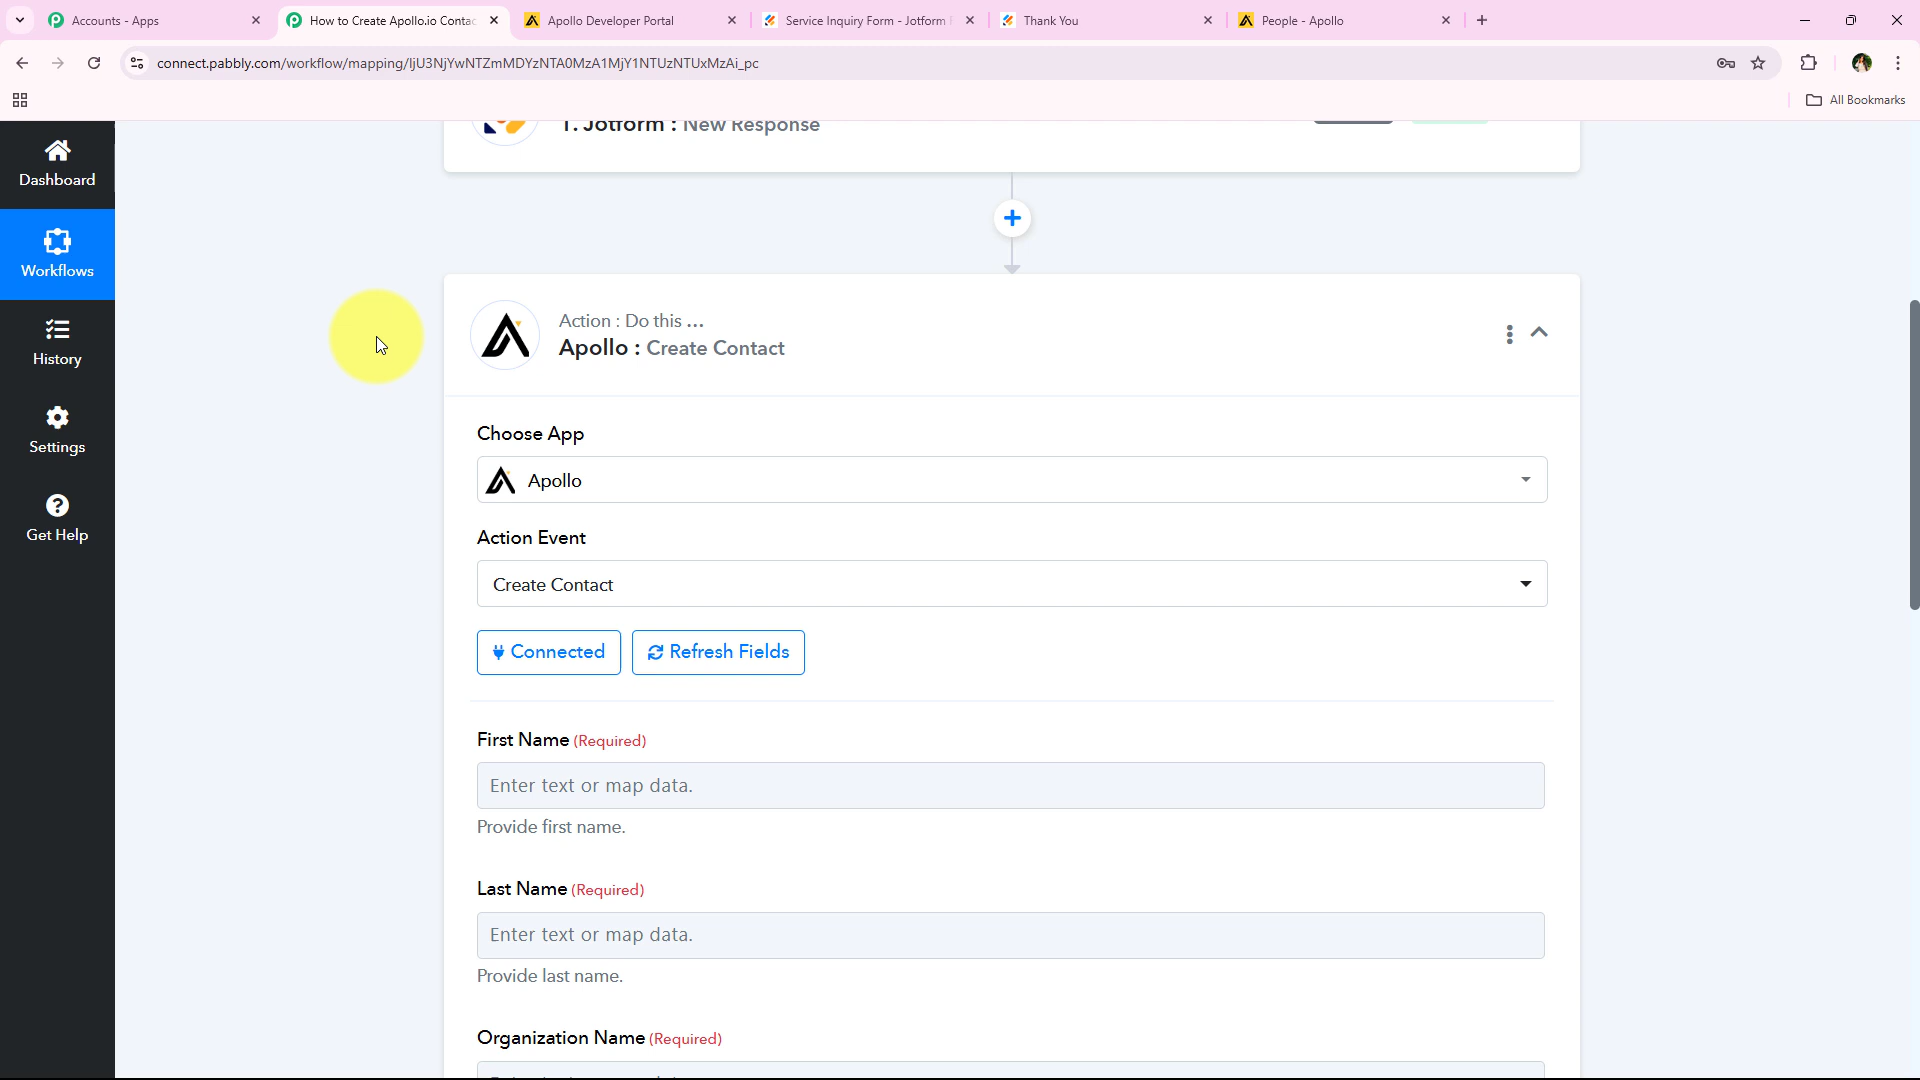 Accounts - Apps
How to Create Apollo.io Contac
Apollo Developer Portal
Service Inquiry Form - Jotform
Thank You
People - Apollo
connect.pabbly.com/workflow/mapping/IjU3NjYwNTZmMDYzNTA0MzA1MjY1NTUzNTUxMzAi_pc
All Bookmarks
Dashboard
Workflows
History
Settings
Get Help
1. Jotform : New Response
Action : Do this ...
Apollo : Create Contact
Choose App
Apollo
Action Event
Create Contact
Connected
Refresh Fields
First Name (Required)
Enter text or map data.
Provide first name.
Last Name (Required)
Enter text or map data.
Provide last name.
Organization Name (Required)